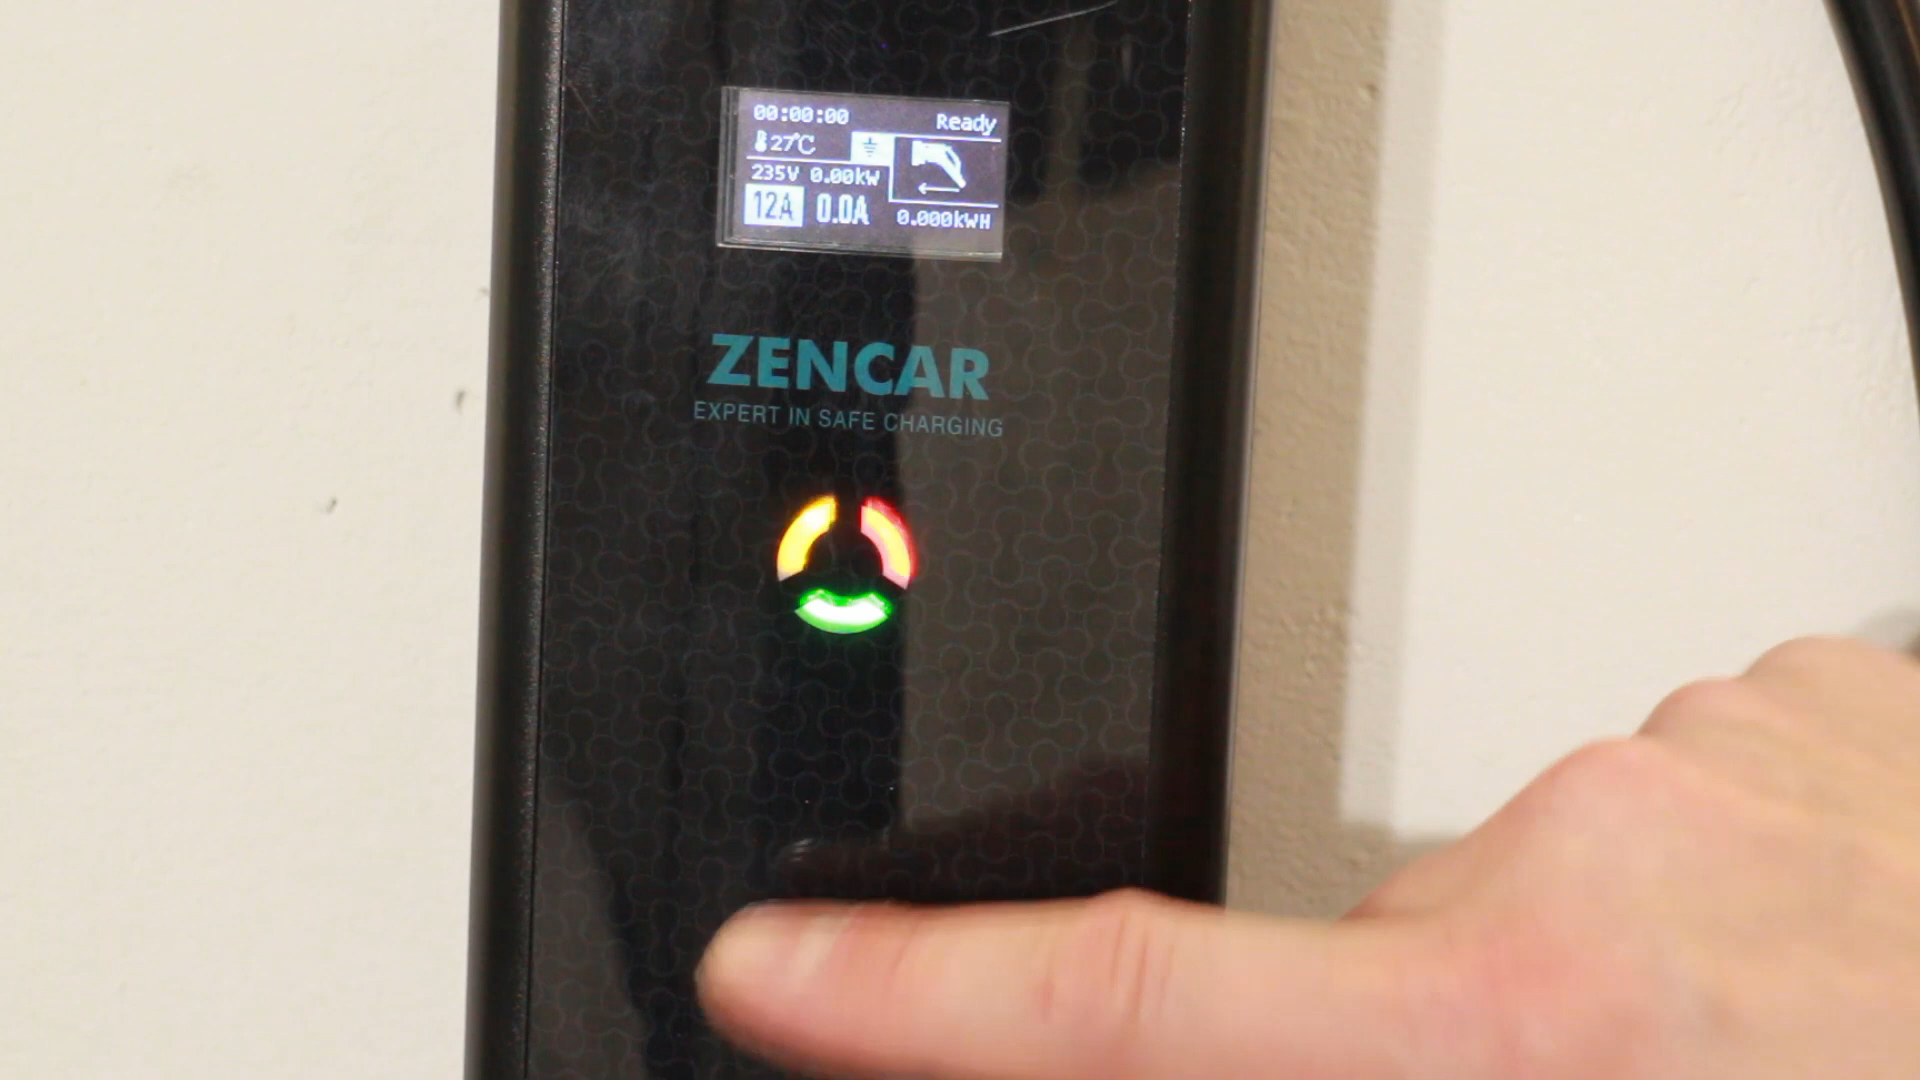 00:00:00 Ready
27°C
235V 0.00kW
12A 0.0A 0.000kWH
ZENCAR
EXPERT IN SAFE CHARGING